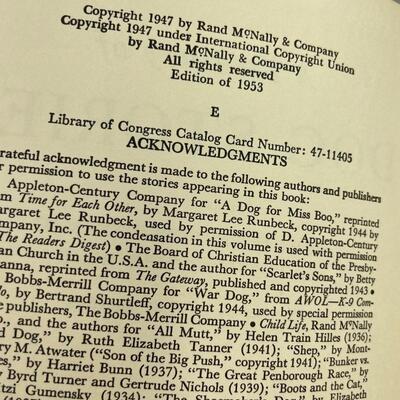 Copyright 1947 by Rand McNally & Company
Copyright 1947 under International Copyright Union
by Rand McNally & Company
All rights reserved
Edition of 1953
E
Library of Congress Catalog Card Number: 47-11405
ACKNOWLEDGMENTS
rateful acknowledgment is made to the following authors and publishers
r permission to use the stories appearing in this book:
Appleton-Century Company for "A Dog for Miss Boo," reprinted
m Time for Each Other, by Margaret Lee Runbeck, copyright 1944 by
argaret Lee Runbeck, used by permission of D. Appleton-Century
mpany, Inc. (The condensation in this volume is used with permission
The Readers Digest) • The Board of Christian Education of the Presby-
an Church in the U.S.A. and the author for "Scarlet's Sons," by Betty
anna, reprinted from The Gateway, published and copyrighted 1943 •
Bobbs-Merrill Company for "War Dog," from AWOL—K-9 Com-
do, by Bertrand Shurtleff, copyright 1944, used by special permission
e publishers, The Bobbs-Merrill Company • Child Life, Rand McNally
o., and the authors for "All Mutt," by Helen Train Hilles (1936);
d Dog," by Ruth Elizabeth Tanner (1941); "Shep," by Mont-
ry M. Atwater ("Son of the Big Push," copyright 1941); "Bunker vs.
es," by Harriet Bunn (1937); "The Great Penborough Race," by
Byrd Turner and Gertrude Nichols (1939); "Boots and the Cat,"
itzi Gumensky (1934);